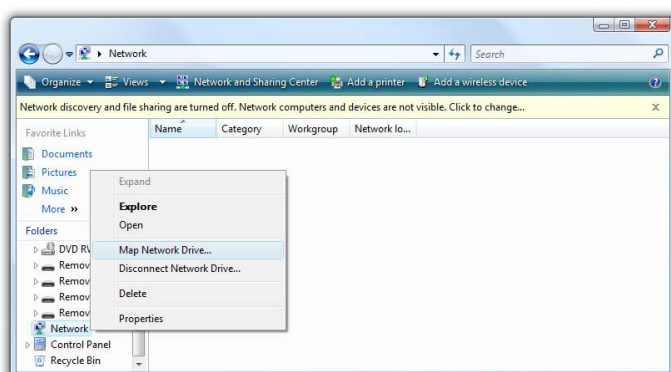 Network
Search
Organize Views Network and Sharing Center Add a printer Add a wireless device
Network discovery and file sharing are turned off. Network computers and devices are not visible. Click to change...
Favorite Links
Name Category Workgroup Network lo...
Documents
Pictures
Music
More »
Folders
DVD RW
Remov
Remov
Remov
Remov
Network
Control Panel
Recycle Bin
Expand
Explore
Open
Map Network Drive...
Disconnect Network Drive...
Delete
Properties